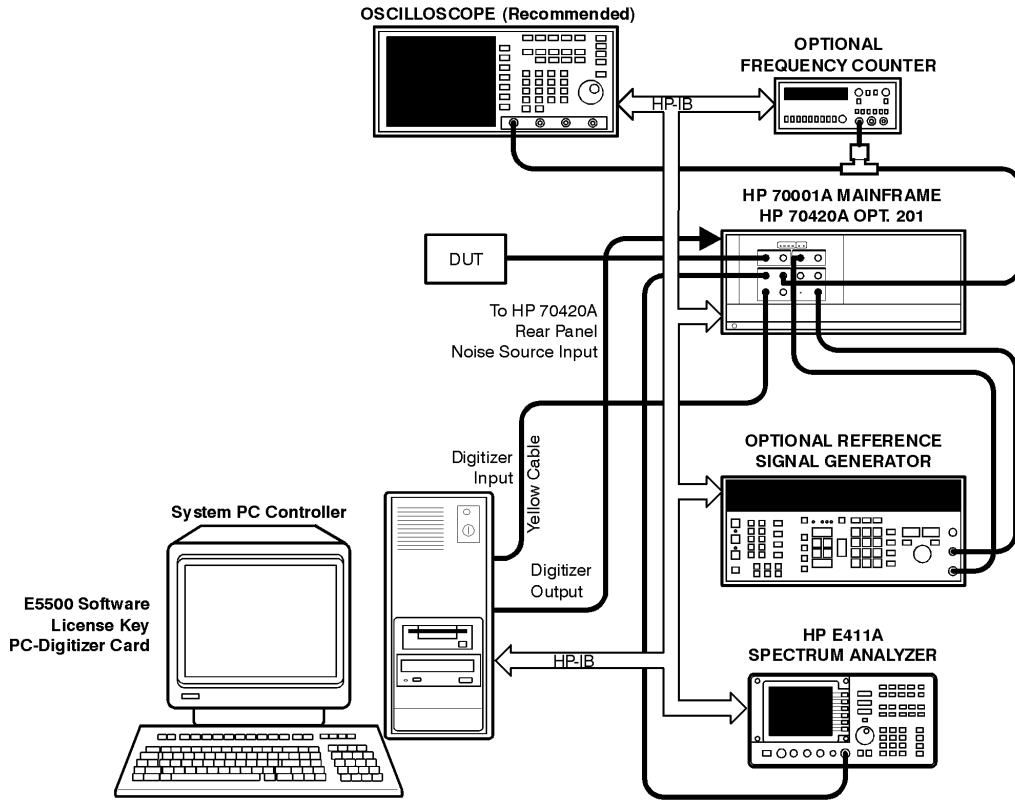 OSCILLOSCOPE (Recommended)
OPTIONAL
FREQUENCY COUNTER
HP-IB
HP 70001A MAINFRAME
HP 70420A OPT. 201
DUT
To HP 70420A
Rear Panel
Noise Source Input
Digitizer
Input
Yellow Cable
OPTIONAL REFERENCE
SIGNAL GENERATOR
System PC Controller
Digitizer
Output
E5500 Software
License Key
PC-Digitizer Card
HP-IB
HP E411A
SPECTRUM ANALYZER